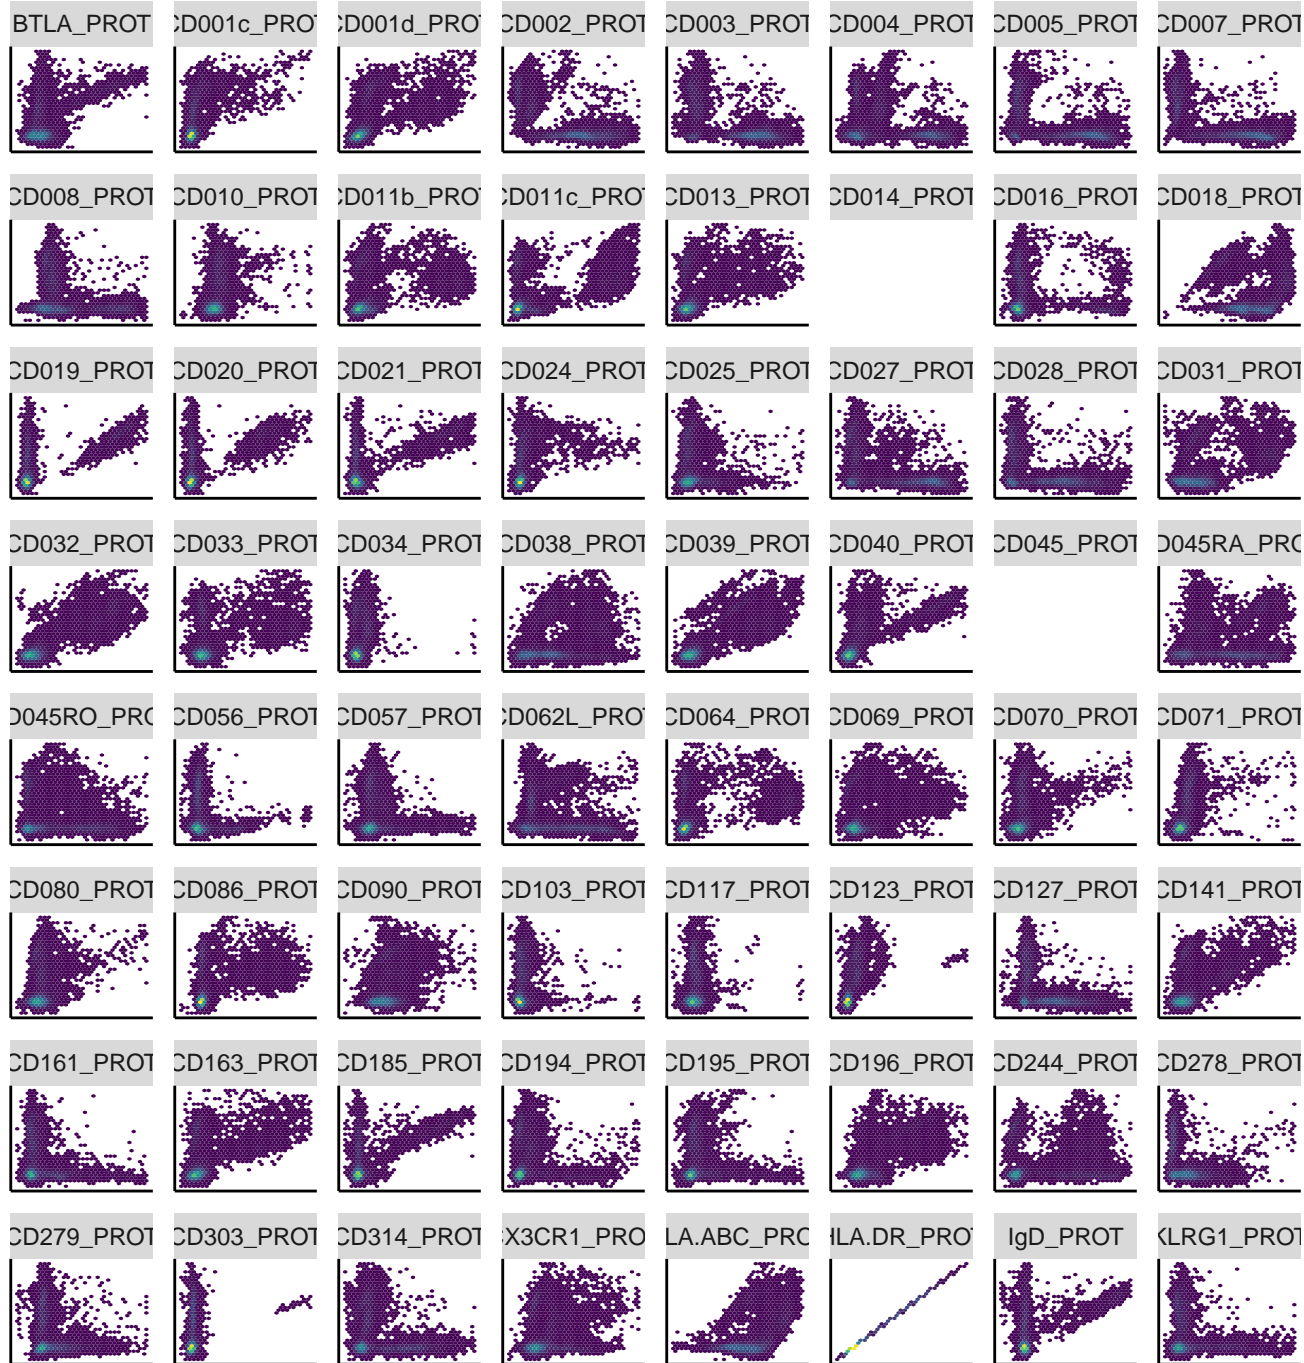 BTLA_PROT CD001c_PROT CD001d_PROT CD002_PROT CD003_PROT CD004_PROT CD005_PROT CD007_PROT
CD008_PROT CD010_PROT CD011b_PROT CD011c_PROT CD013_PROT CD014_PROT CD016_PROT CD018_PROT
CD019_PROT CD020_PROT CD021_PROT CD024_PROT CD025_PROT CD027_PROT CD028_PROT CD031_PROT
CD032_PROT CD033_PROT CD034_PROT CD038_PROT CD039_PROT CD040_PROT CD045_PROT D045RA_PRO
D045RO_PRO CD056_PROT CD057_PROT CD062L_PROT CD064_PROT CD069_PROT CD070_PROT CD071_PROT
CD080_PROT CD086_PROT CD090_PROT CD103_PROT CD117_PROT CD123_PROT CD127_PROT CD141_PROT
CD161_PROT CD163_PROT CD185_PROT CD194_PROT CD195_PROT CD196_PROT CD244_PROT CD278_PROT
CD279_PROT CD303_PROT CD314_PROT CX3CR1_PRO LA.ABC_PRO HLA.DR_PROT IgD_PROT KLRG1_PROT